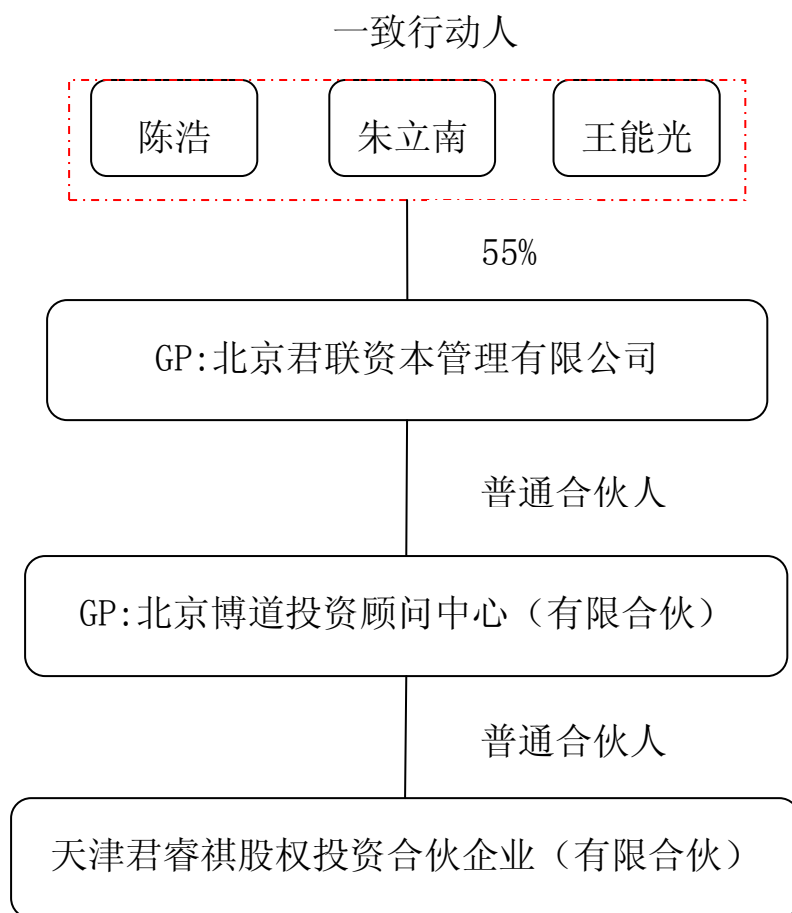 一致行动人
陈浩 朱立南 王能光
55%
GP:北京君联资本管理有限公司
普通合伙人
GP:北京博道投资顾问中心（有限合伙）
普通合伙人
天津君睿祺股权投资合伙企业（有限合伙）